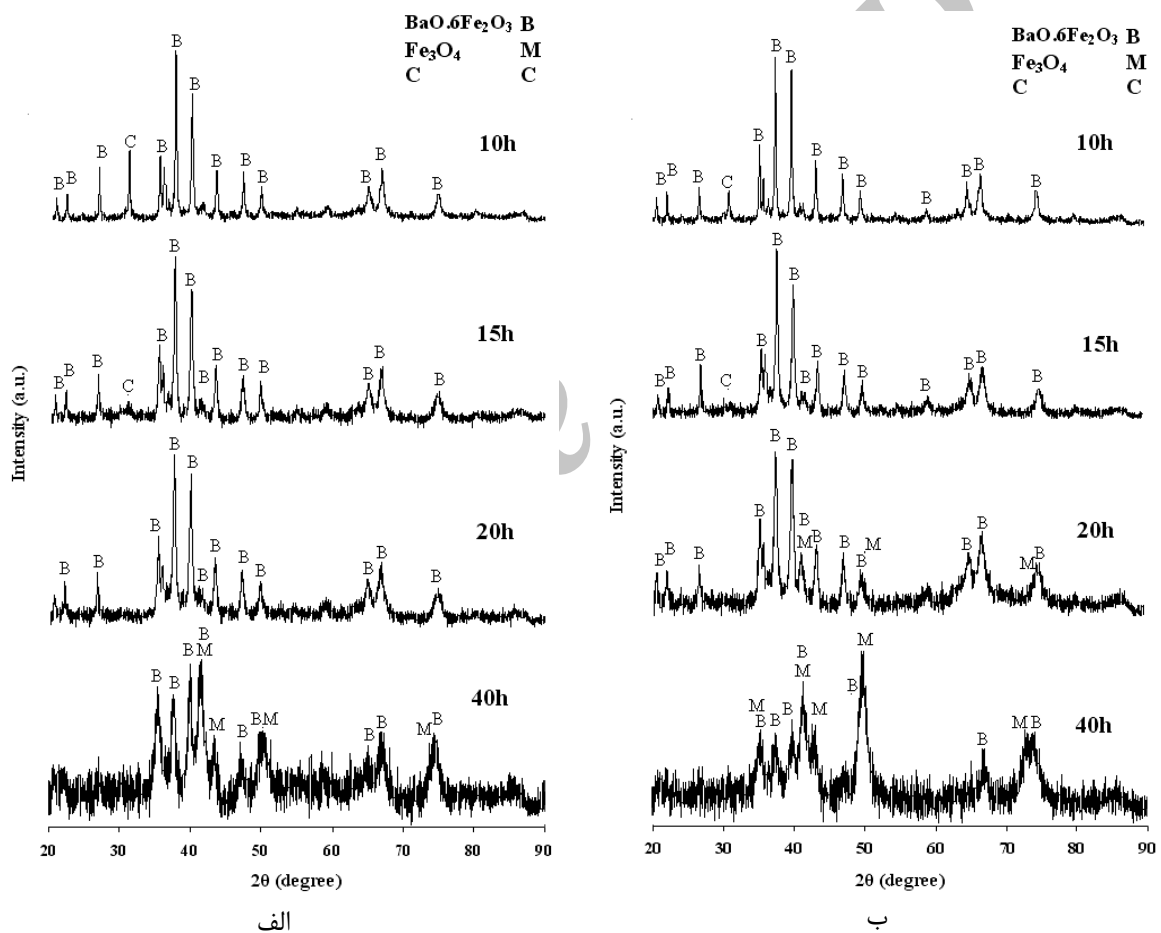 BaO.6Fe₂O₃ B
Fe₃O₄ M
C C
10h
B B B C B B B B B B B B B
15h
B B B C B B B B B B B B B
20h
B B B B B B B B B B B B
40h
B B B B M M B B M B B M B
Intensity (a.u.)
20 30 40 50 60 70 80 90
2θ (degree)
الف
BaO.6Fe₂O₃ B
Fe₃O₄ M
C C
10h
B B B C B B B B B B B B B B
15h
B B B C B B B B B B B B B B
20h
B B B B B B B M B B B M B B M B
40h
M B B B B M M B M B M B
Intensity (a.u.)
20 30 40 50 60 70 80 90
2θ (degree)
ب